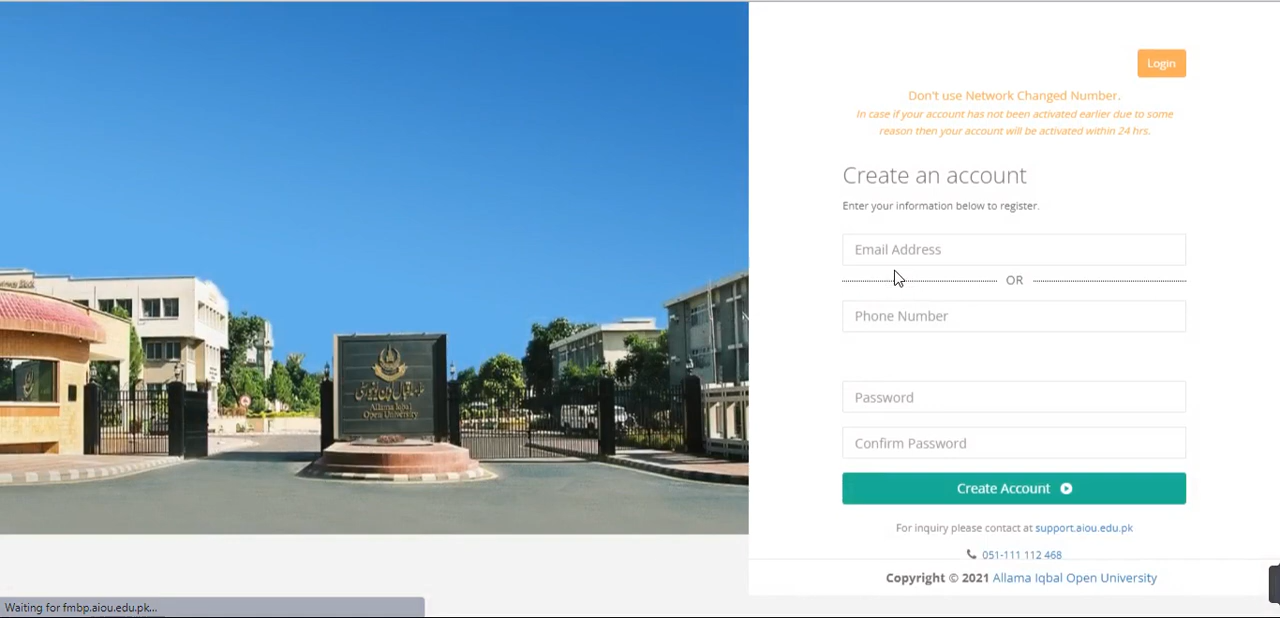 Login
Don't use Network Changed Number.
In case if your account has not been activated earlier due to some
reason then your account will be activated within 24 hrs.
Create an account
Enter your information below to register.
Email Address
OR
Phone Number
Password
Confirm Password
Create Account
For inquiry please contact at support.aiou.edu.pk
051-111 112 468
Copyright © 2021 Allama Iqbal Open University
علامہ اقبال اوپن یونیورسٹی
Allama Iqbal
Open University
Waiting for fmbp.aiou.edu.pk...